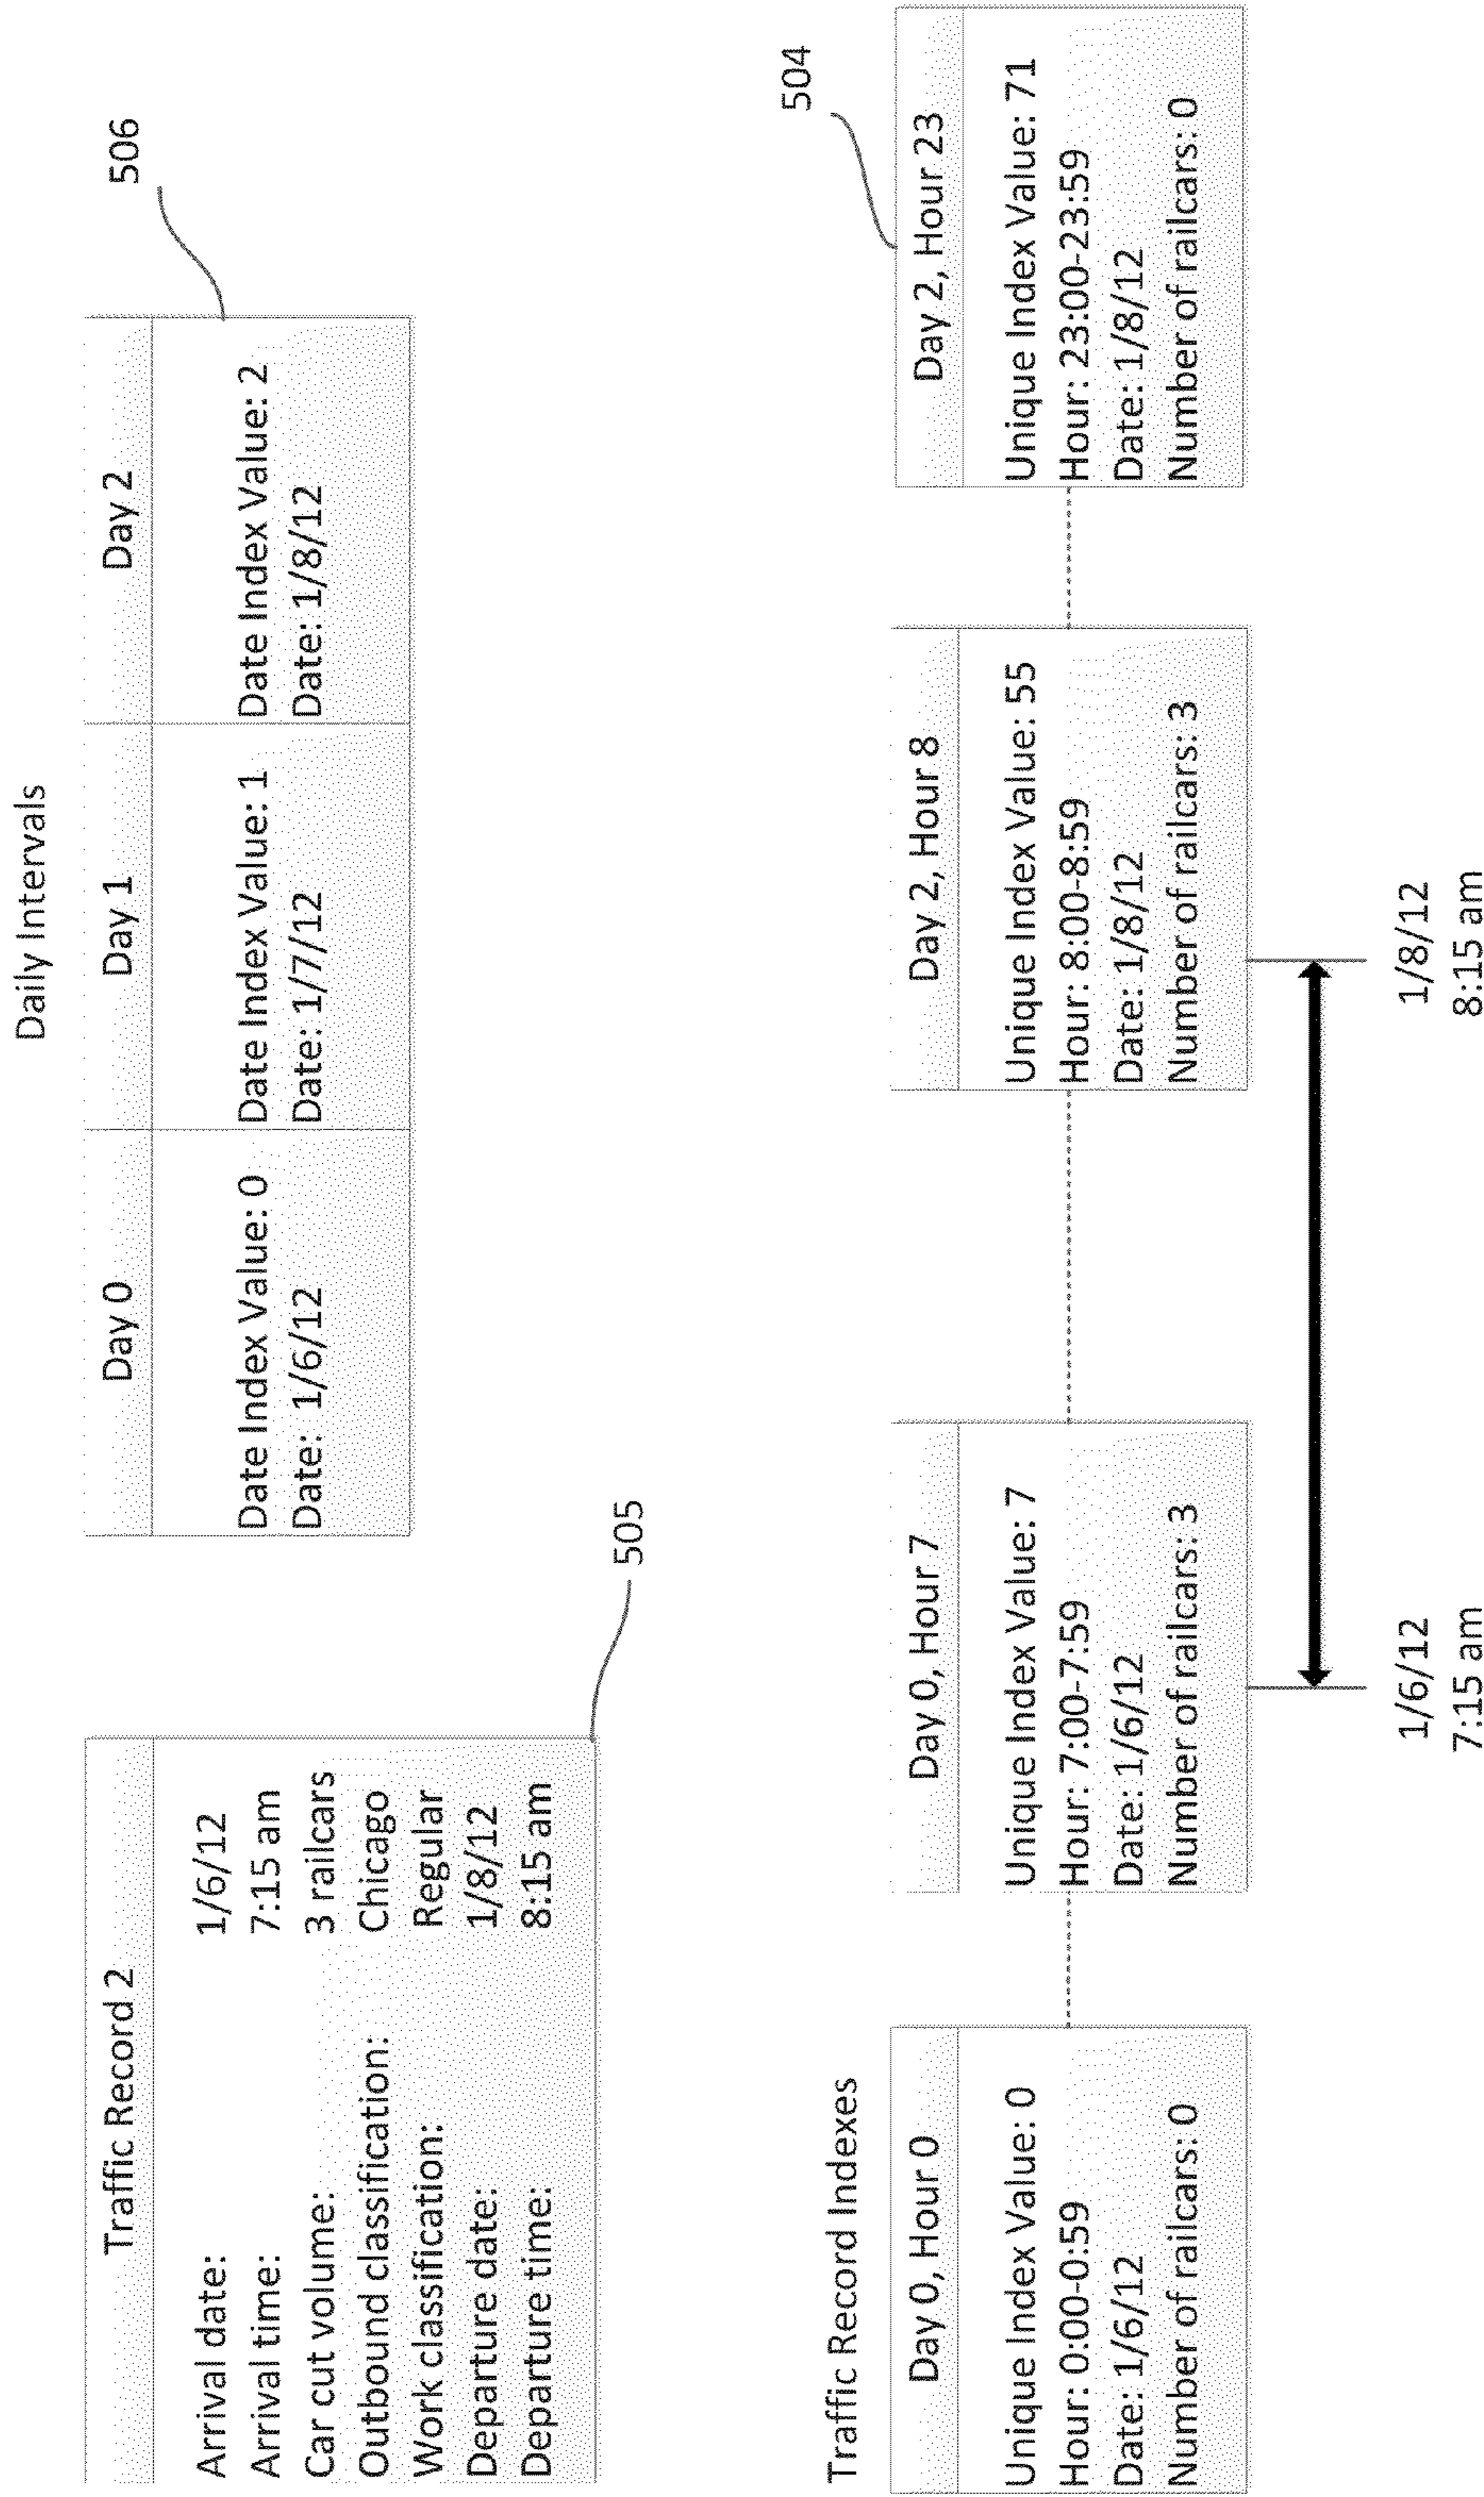 Traffic Record 2
Arrival date: 1/6/12
Arrival time: 7:15 am
Car cut volume: 3 railcars
Outbound classification: Chicago
Work classification: Regular
Departure date: 1/8/12
Departure time: 8:15 am
505
Daily Intervals
Day 0
Date Index Value: 0
Date: 1/6/12
Day 1
Date Index Value: 1
Date: 1/7/12
Day 2
Date Index Value: 2
Date: 1/8/12
506
Traffic Record Indexes
Day 0, Hour 0
Unique Index Value: 0
Hour: 0:00-0:59
Date: 1/6/12
Number of railcars: 0
Day 0, Hour 7
Unique Index Value: 7
Hour: 7:00-7:59
Date: 1/6/12
Number of railcars: 3
Day 2, Hour 8
Unique Index Value: 55
Hour: 8:00-8:59
Date: 1/8/12
Number of railcars: 3
Day 2, Hour 23
Unique Index Value: 71
Hour: 23:00-23:59
Date: 1/8/12
Number of railcars: 0
504
1/6/12
7:15 am
1/8/12
8:15 am